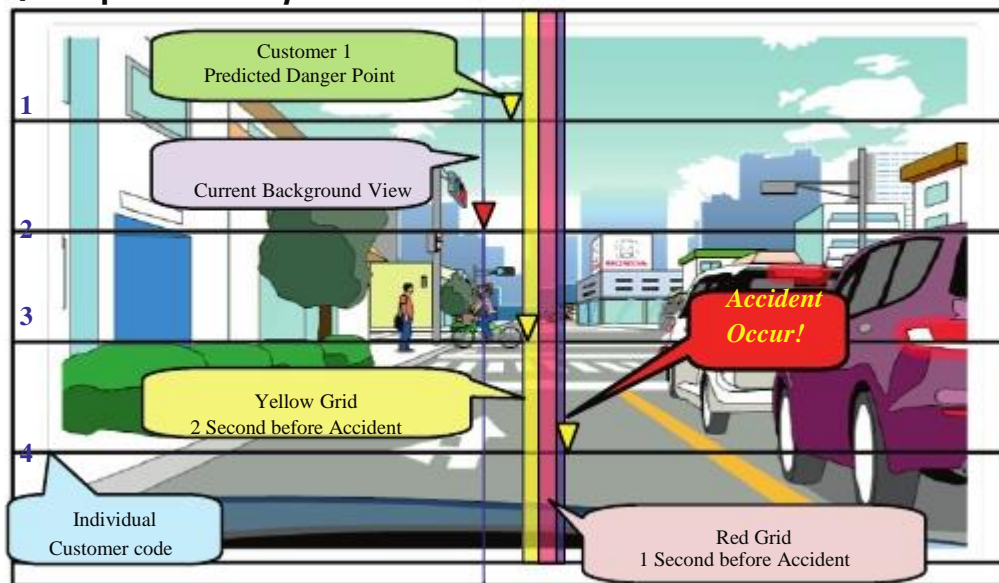 Customer 1
Predicted Danger Point
1
Current Background View
2
HONDA
Accident
Occur!
3
Yellow Grid
2 Second before Accident
4
Individual
Customer code
Red Grid
1 Second before Accident